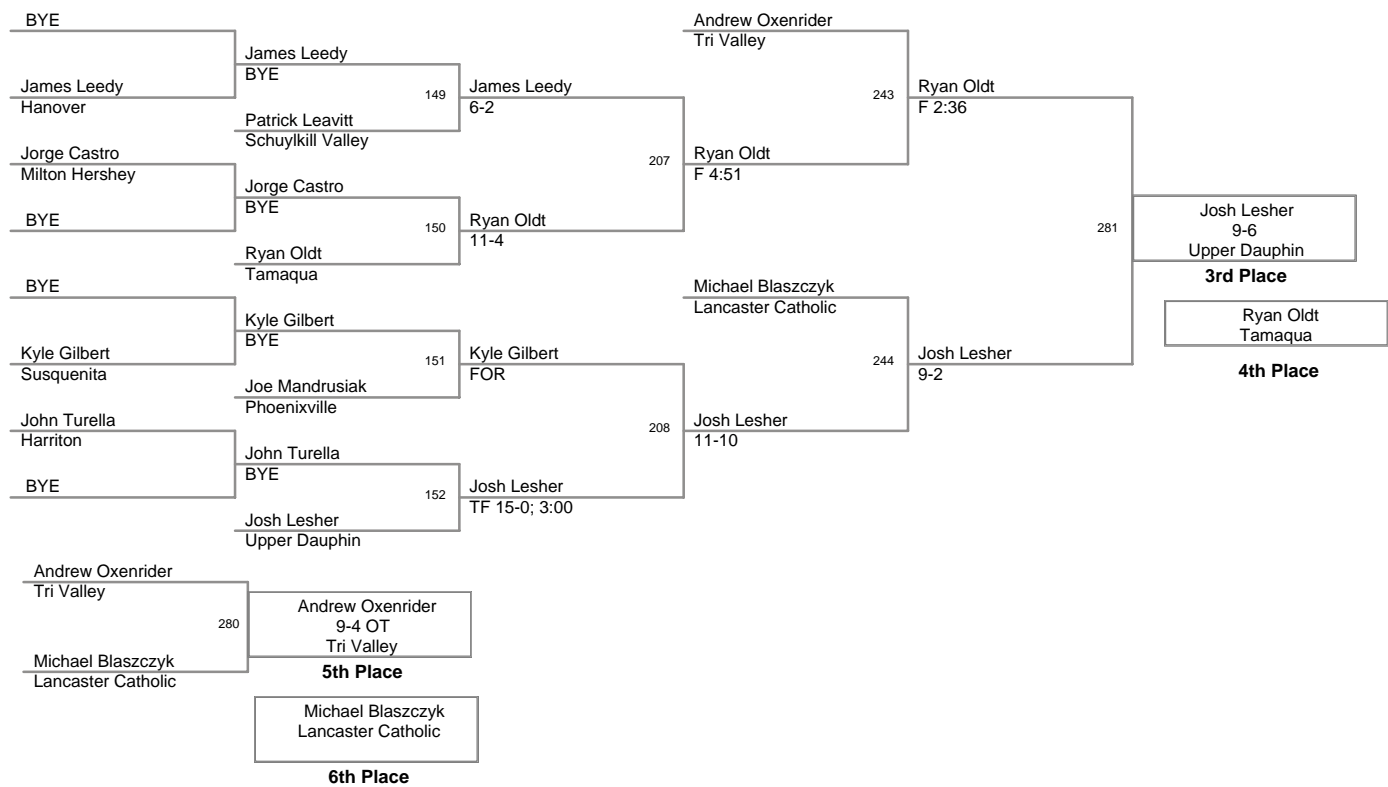 BYE
James Leedy
Hanover
Jorge Castro
Milton Hershey
BYE
BYE
Kyle Gilbert
Susquenita
John Turella
Harriton
BYE
James Leedy
BYE
149
Patrick Leavitt
Schuylkill Valley
Jorge Castro
BYE
150
Ryan Oldt
Tamaqua
Kyle Gilbert
BYE
151
Joe Mandrusiak
Phoenixville
John Turella
BYE
152
Josh Lesher
Upper Dauphin
James Leedy
6-2
207
Ryan Oldt
11-4
Kyle Gilbert
FOR
208
Josh Lesher
TF 15-0; 3:00
Andrew Oxenrider
Tri Valley
243
Ryan Oldt
F 4:51
Michael Blaszczyk
Lancaster Catholic
244
Josh Lesher
11-10
Ryan Oldt
F 2:36
281
Josh Lesher
9-2
Josh Lesher
9-6
Upper Dauphin
3rd Place
Ryan Oldt
Tamaqua
4th Place
Andrew Oxenrider
Tri Valley
280
Michael Blaszczyk
Lancaster Catholic
Andrew Oxenrider
9-4 OT
Tri Valley
5th Place
Michael Blaszczyk
Lancaster Catholic
6th Place